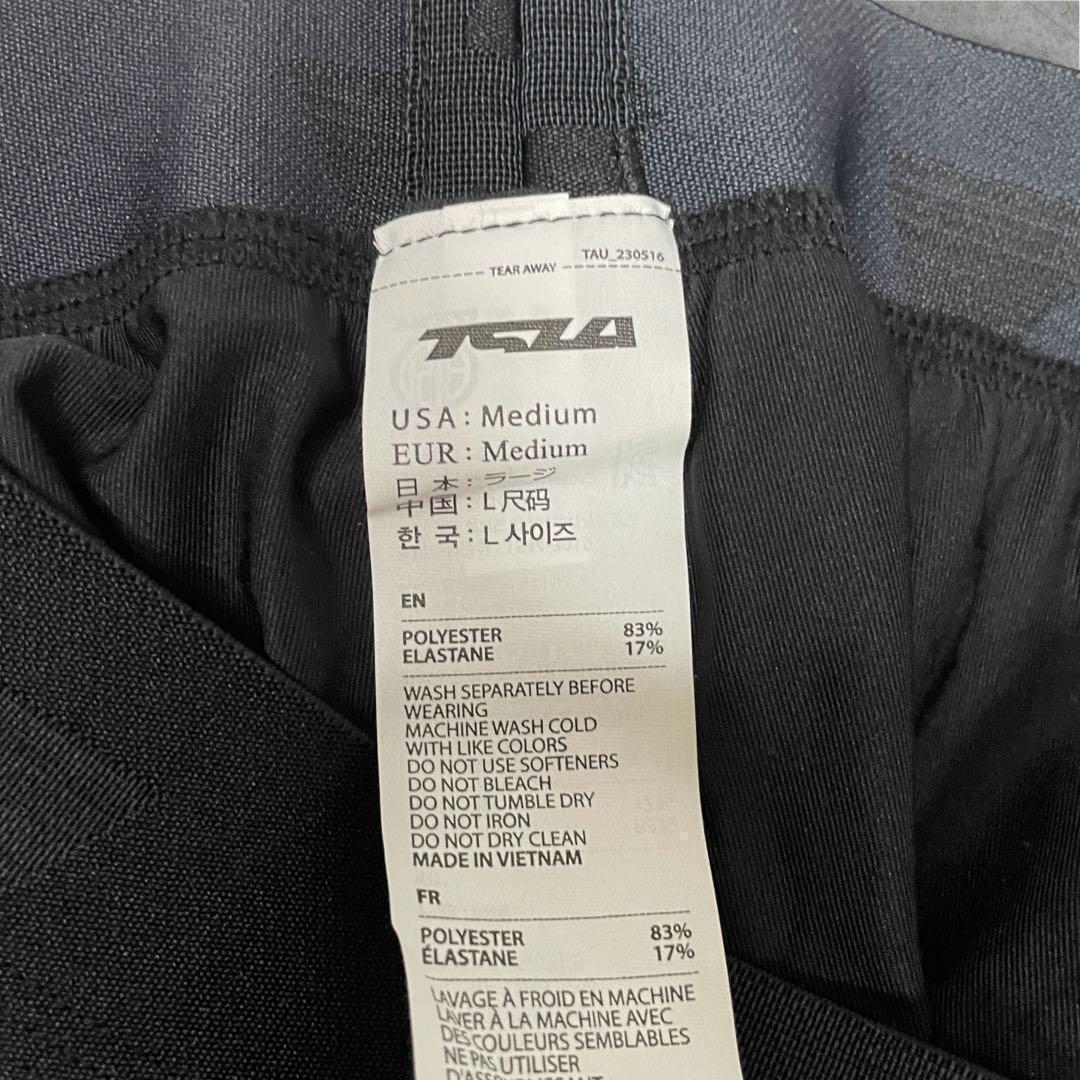 TEAR AWAY
TAU_230516
TSLA
USA : Medium
EUR : Medium
日 本 : ラージ
中国 : L 尺码
한 국 : L 사이즈
EN
POLYESTER 83%
ELASTANE 17%
WASH SEPARATELY BEFORE
WEARING
MACHINE WASH COLD
WITH LIKE COLORS
DO NOT USE SOFTENERS
DO NOT BLEACH
DO NOT TUMBLE DRY
DO NOT IRON
DO NOT DRY CLEAN
MADE IN VIETNAM
FR
POLYESTER 83%
ÉLASTANE 17%
LAVAGE À FROID EN MACHINE
LAVER À LA MACHINE AVEC
DES COULEURS SEMBLABLES
NE PAS UTILISER